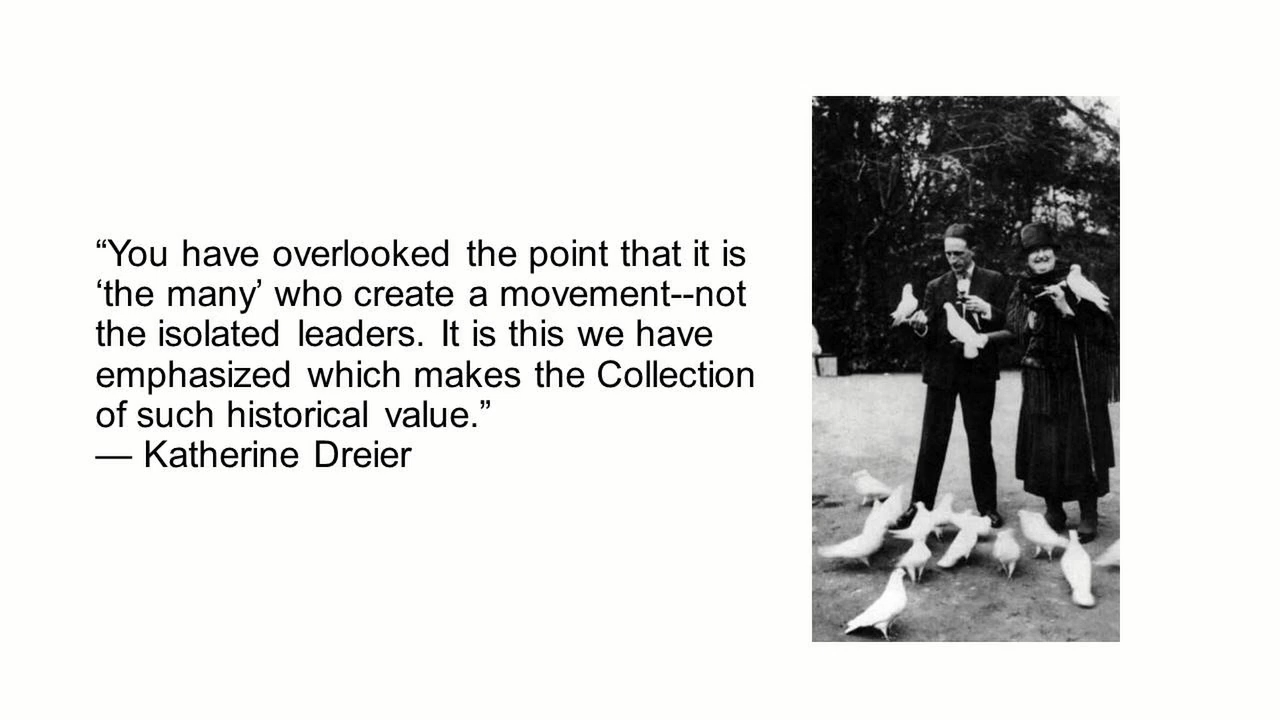 “You have overlooked the point that it is
‘the many’ who create a movement--not
the isolated leaders. It is this we have
emphasized which makes the Collection
of such historical value.”
— Katherine Dreier